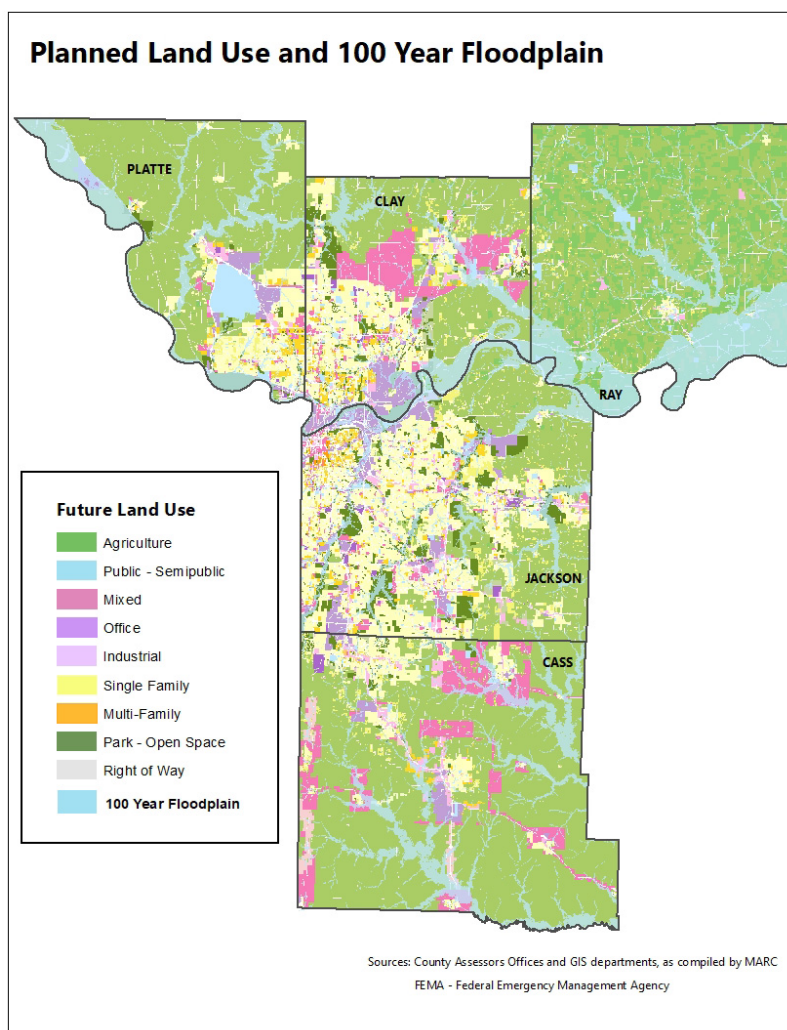 Planned Land Use and 100 Year Floodplain
PLATTE
CLAY
RAY
JACKSON
CASS
Future Land Use
Agriculture
Public - Semipublic
Mixed
Office
Industrial
Single Family
Multi-Family
Park - Open Space
Right of Way
100 Year Floodplain
Sources: County Assessors Offices and GIS departments, as compiled by MARC
FEMA - Federal Emergency Management Agency